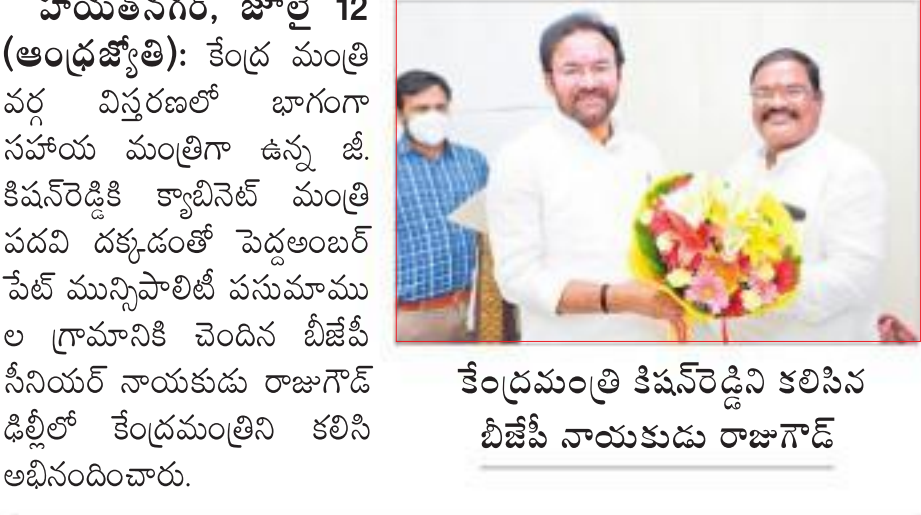 హయత్‌నగర్, జూలై 12
(ఆంధ్రజ్యోతి): కేంద్ర మంత్రి
వర్గ విస్తరణలో భాగంగా
సహాయ మంత్రిగా ఉన్న జీ.
కిషన్‌రెడ్డికి క్యాబినెట్ మంత్రి
పదవి దక్కడంతో పెద్దఅంబర్
పేట్ మున్సిపాలిటీ పసుమాము
ల గ్రామానికి చెందిన బీజేపీ
సీనియర్ నాయకుడు రాజుగౌడ్
ఢిల్లీలో కేంద్రమంత్రిని కలిసి
అభినందించారు.
కేంద్రమంత్రి కిషన్‌రెడ్డిని కలిసిన
బీజేపీ నాయకుడు రాజుగౌడ్